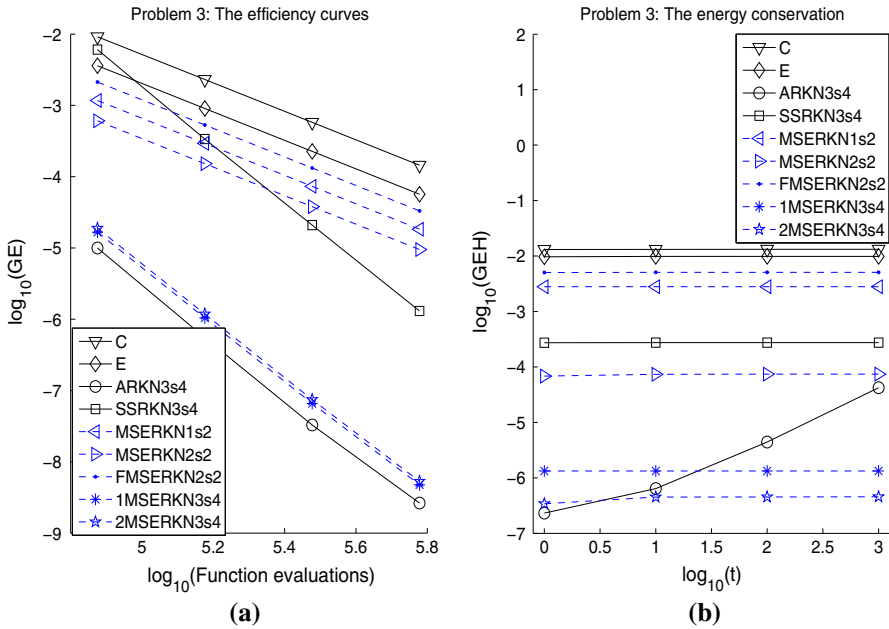 Problem 3: The efficiency curves
−2
−3
−4
−5
−6
−7
−8
−9
log10(GE)
C
E
ARKN3s4
SSRKN3s4
MSERKN1s2
MSERKN2s2
FMSERKN2s2
1MSERKN3s4
2MSERKN3s4
5
5.2
5.4
5.6
5.8
log10(Function evaluations)
(a)
Problem 3: The energy conservation
2
1
0
−1
−2
−3
−4
−5
−6
−7
log10(GEH)
C
E
ARKN3s4
SSRKN3s4
MSERKN1s2
MSERKN2s2
FMSERKN2s2
1MSERKN3s4
2MSERKN3s4
0
0.5
1.0
1.5
2
2.5
3
log10(t)
(b)